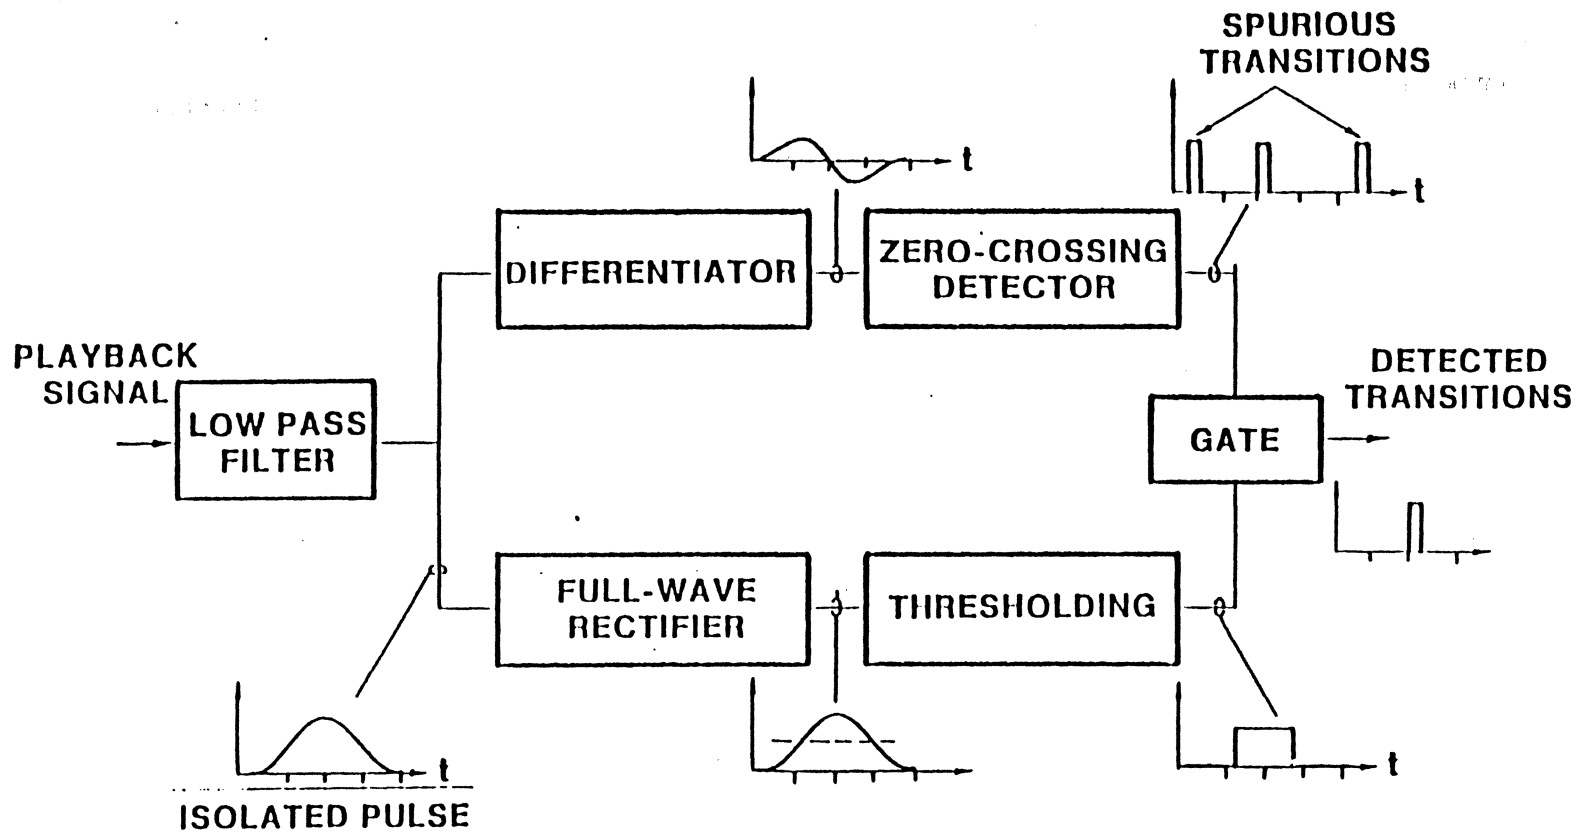 SPURIOUS
TRANSITIONS
t
t
DIFFERENTIATOR
ZERO-CROSSING
DETECTOR
PLAYBACK
SIGNAL
LOW PASS
FILTER
DETECTED
TRANSITIONS
GATE
FULL-WAVE
RECTIFIER
THRESHOLDING
t
t
ISOLATED PULSE